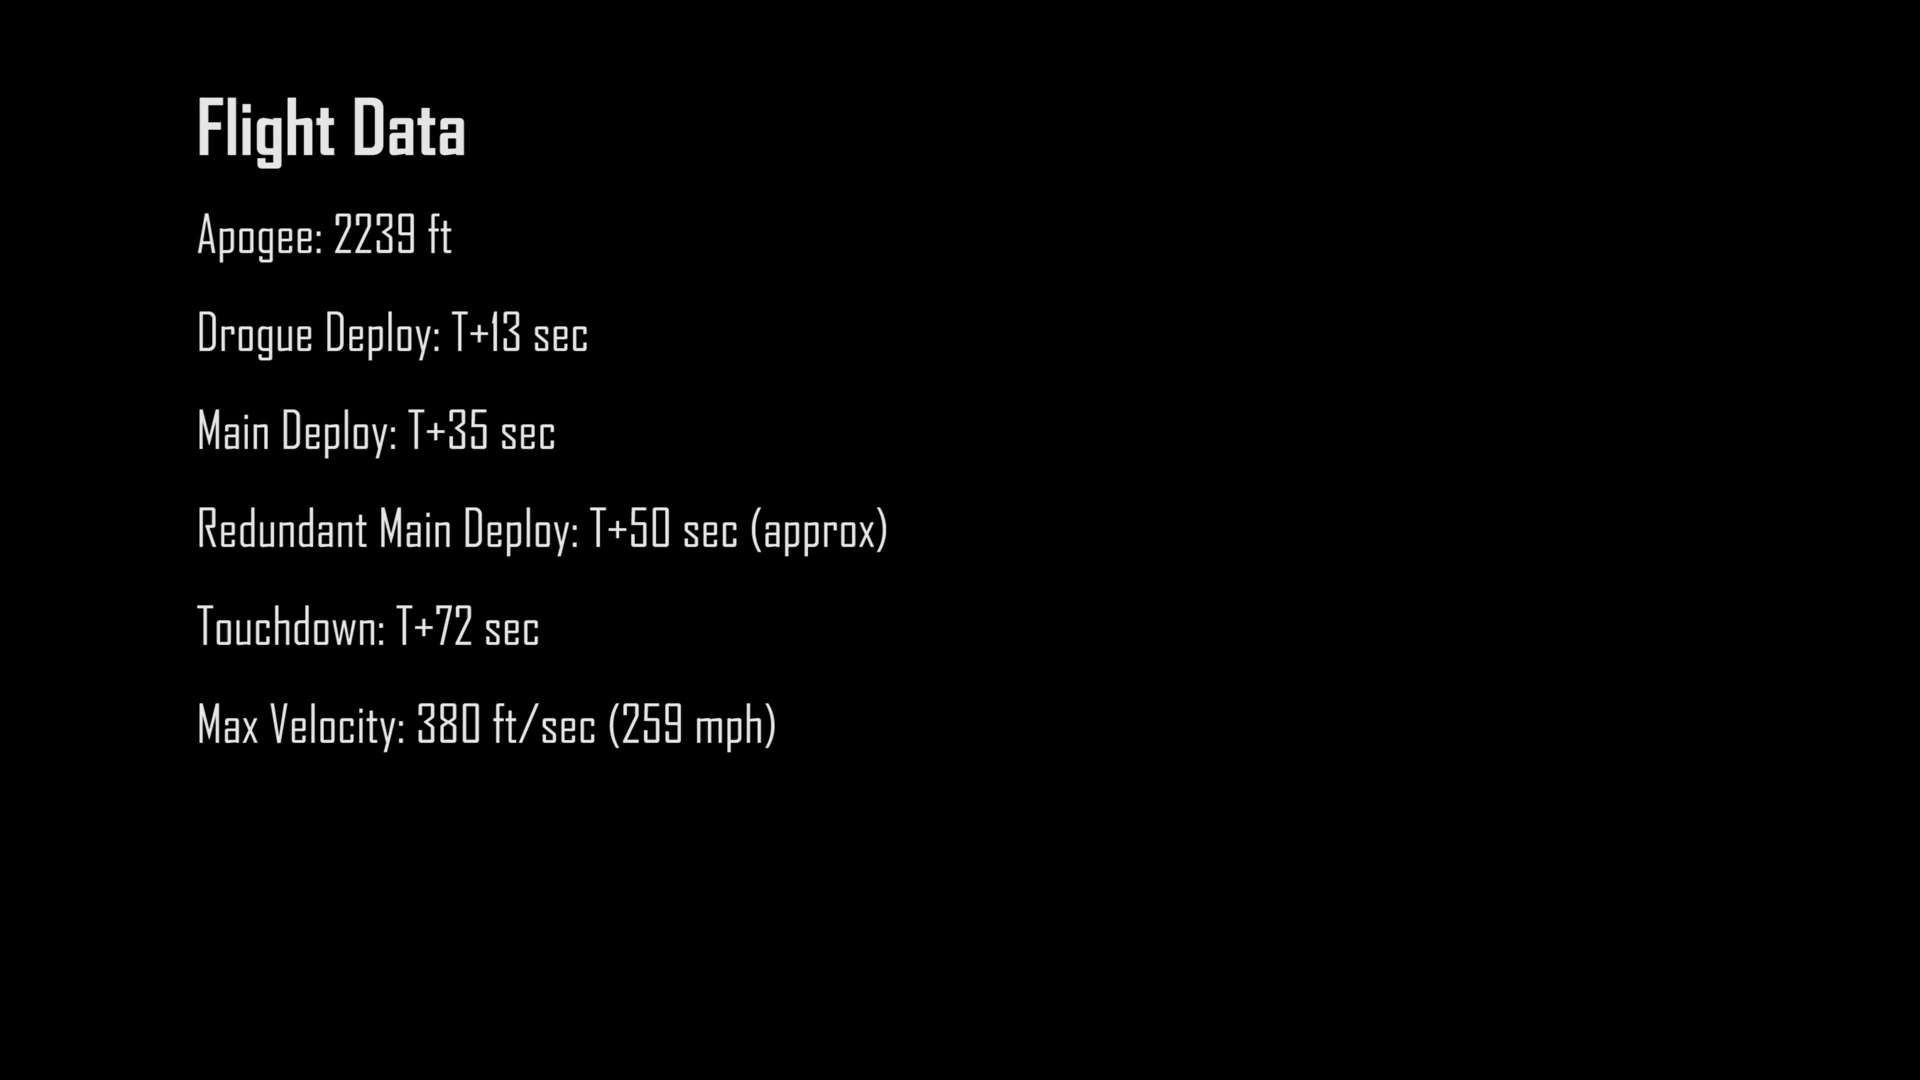 Flight Data
Apogee: 2239 ft
Drogue Deploy: T+13 sec
Main Deploy: T+35 sec
Redundant Main Deploy: T+50 sec (approx)
Touchdown: T+72 sec
Max Velocity: 380 ft/sec (259 mph)